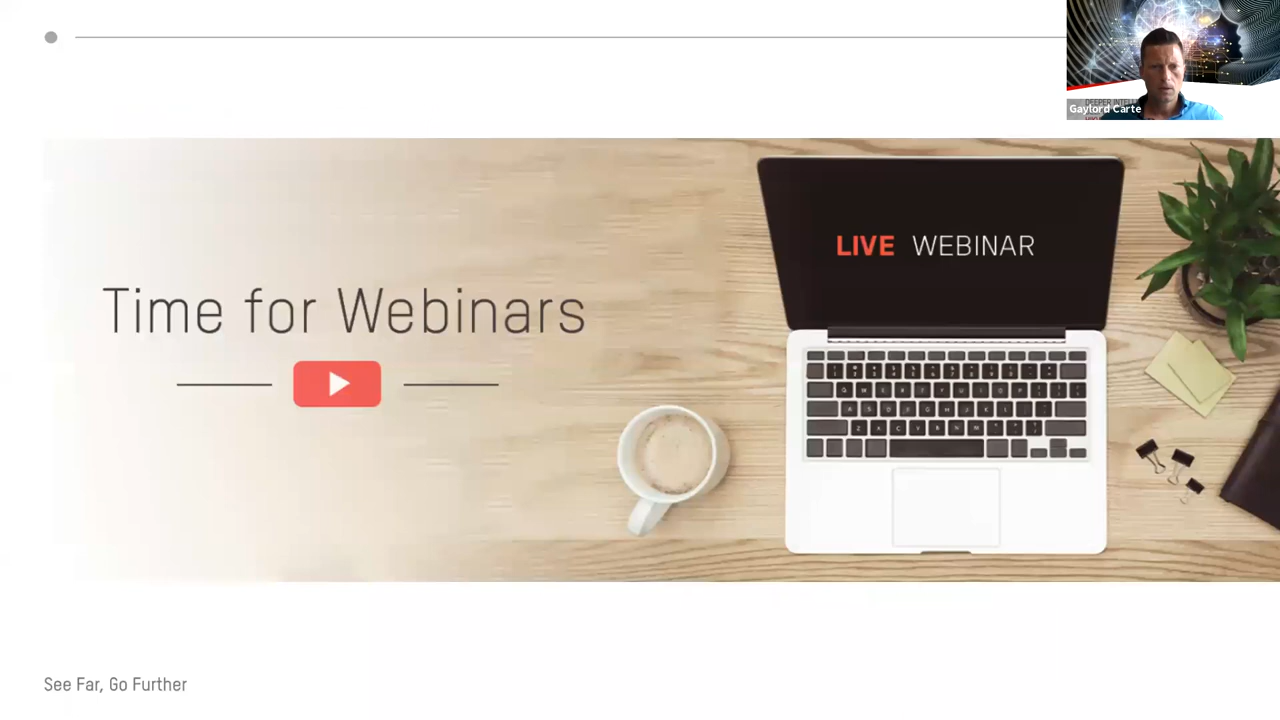 Gaylord Carte
LIVE WEBINAR
Time for Webinars
See Far, Go Further